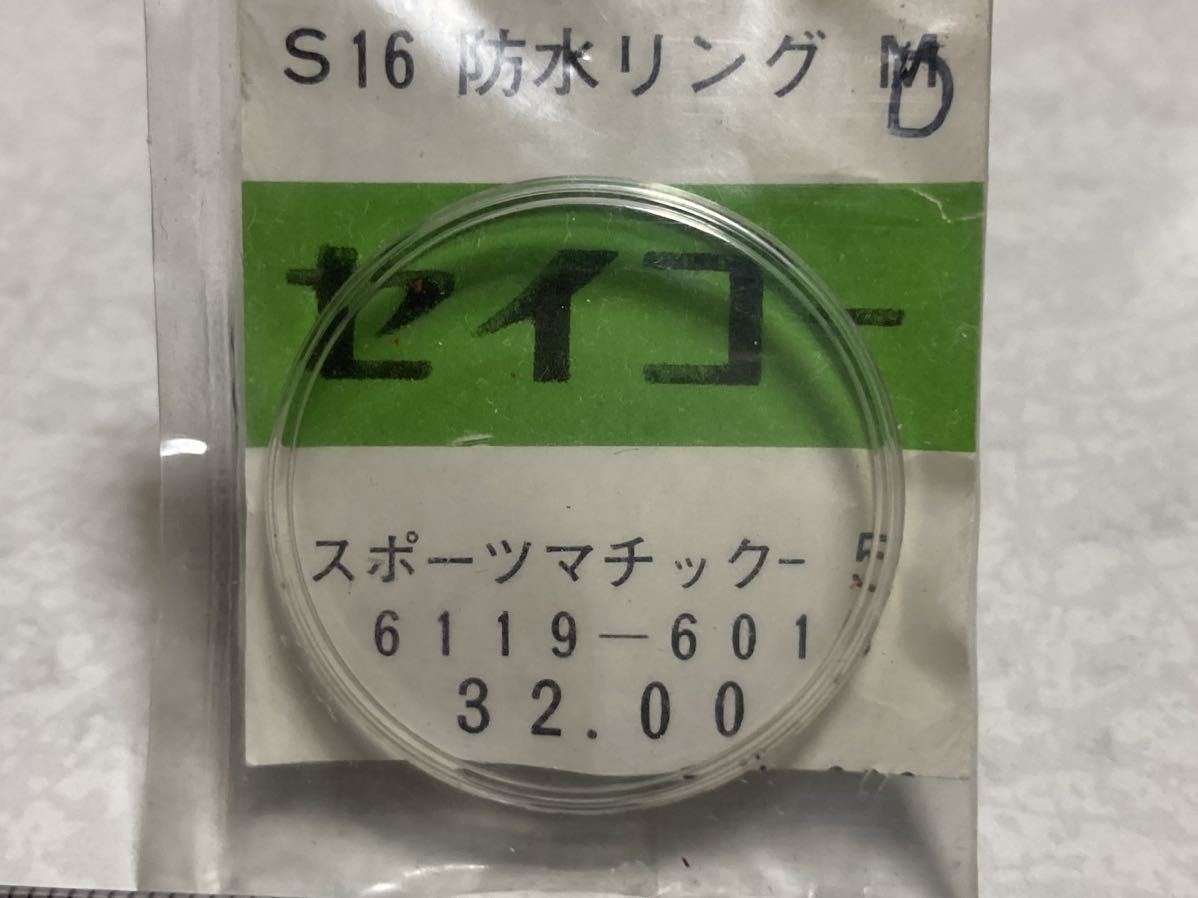 S16 防水リング M D
セイコー
スポーツマチック- 5
6119-601
32.00